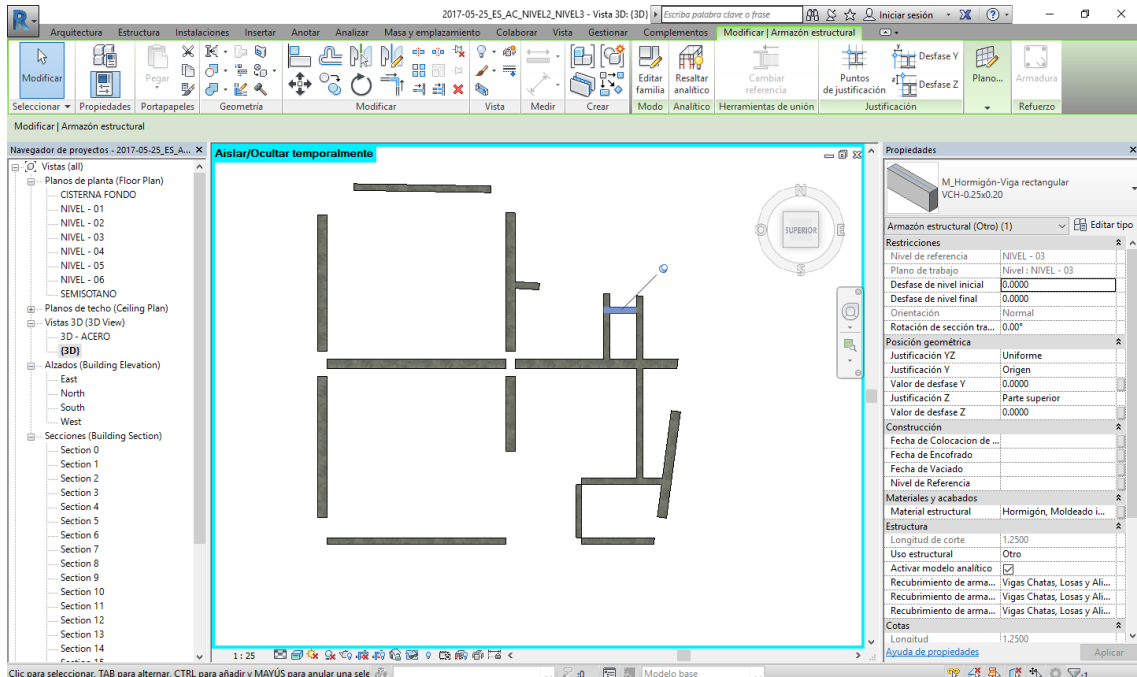 2017-05-25_ES_AC_NIVEL2_NIVEL3 - Vista 3D: {3D}
Escriba palabra clave o frase
Iniciar sesión
Arquitectura Estructura Instalaciones Insertar Anotar Analizar Masa y emplazamiento Colaborar Vista Gestionar Complementos Modificar | Armazón estructural
Modificar
Pegar
Editar familia
Resaltar analítico
Cambiar referencia
Puntos de justificación
Desfase Y
Desfase Z
Plano...
Armadura
Seleccionar Propiedades Portapapeles Geometría Modificar Vista Medir Crear Modo Analítico Herramientas de unión Justificación Refuerzo
Modificar | Armazón estructural
Navegador de proyectos - 2017-05-25_ES_A...
Vistas (all)
Planos de planta (Floor Plan)
CISTERNA FONDO
NIVEL - 01
NIVEL - 02
NIVEL - 03
NIVEL - 04
NIVEL - 05
NIVEL - 06
SEMISOTANO
Planos de techo (Ceiling Plan)
Vistas 3D (3D View)
3D - ACERO
{3D}
Alzados (Building Elevation)
East
North
South
West
Secciones (Building Section)
Section 0
Section 1
Section 2
Section 3
Section 4
Section 5
Section 6
Section 7
Section 8
Section 9
Section 10
Section 11
Section 12
Section 13
Section 14
Section 15
Aislar/Ocultar temporalmente
N
O SUPERIOR E
S
1 : 25
Propiedades
M_Hormigón-Viga rectangular
VCH-0.25x0.20
Armazón estructural (Otro) (1) Editar tipo
Restricciones
Nivel de referencia NIVEL - 03
Plano de trabajo Nivel : NIVEL - 03
Desfase de nivel inicial 0.0000
Desfase de nivel final 0.0000
Orientación Normal
Rotación de sección tra... 0.00°
Posición geométrica
Justificación YZ Uniforme
Justificación Y Origen
Valor de desfase Y 0.0000
Justificación Z Parte superior
Valor de desfase Z 0.0000
Construcción
Fecha de Colocacion de ...
Fecha de Encofrado
Fecha de Vaciado
Nivel de Referencia
Materiales y acabados
Material estructural Hormigón, Moldeado i...
Estructura
Longitud de corte 1.2500
Uso estructural Otro
Activar modelo analítico
Recubrimiento de arma... Vigas Chatas, Losas y Ali...
Recubrimiento de arma... Vigas Chatas, Losas y Ali...
Recubrimiento de arma... Vigas Chatas, Losas y Ali...
Cotas
Longitud 1.2500
Ayuda de propiedades Aplicar
Clic para seleccionar, TAB para alternar, CTRL para añadir y MAYÚS para anular una sele :0 Modelo base :1